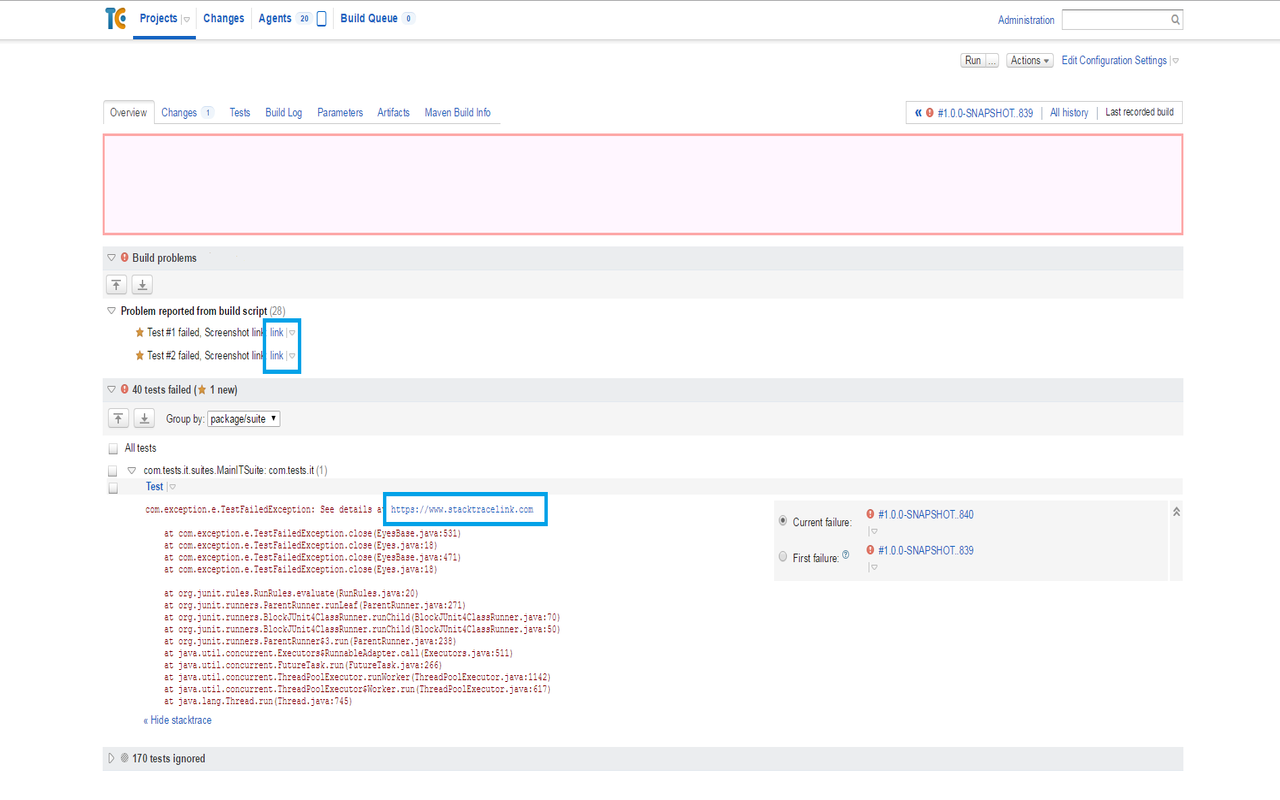 TC Projects Changes Agents 20 Build Queue 0 Administration
Run ... Actions Edit Configuration Settings
Overview Changes 1 Tests Build Log Parameters Artifacts Maven Build Info « #1.0.0-SNAPSHOT..839 All history Last recorded build
Build problems
Problem reported from build script (28)
Test #1 failed, Screenshot link link
Test #2 failed, Screenshot link link
40 tests failed ( 1 new)
Group by: package/suite
All tests
com.tests.it.suites.MainITSuite: com.tests.it (1)
Test
com.exception.e.TestFailedException: See details at https://www.stacktracelink.com
at com.exception.e.TestFailedException.close(EyesBase.java:531)
at com.exception.e.TestFailedException.close(Eyes.java:18)
at com.exception.e.TestFailedException.close(EyesBase.java:471)
at com.exception.e.TestFailedException.close(Eyes.java:18)
at org.junit.rules.RunRules.evaluate(RunRules.java:20)
at org.junit.runners.ParentRunner.runLeaf(ParentRunner.java:271)
at org.junit.runners.BlockJUnit4ClassRunner.runChild(BlockJUnit4ClassRunner.java:70)
at org.junit.runners.BlockJUnit4ClassRunner.runChild(BlockJUnit4ClassRunner.java:50)
at org.junit.runners.ParentRunner$3.run(ParentRunner.java:238)
at java.util.concurrent.Executors$RunnableAdapter.call(Executors.java:511)
at java.util.concurrent.FutureTask.run(FutureTask.java:266)
at java.util.concurrent.ThreadPoolExecutor.runWorker(ThreadPoolExecutor.java:1142)
at java.util.concurrent.ThreadPoolExecutor$Worker.run(ThreadPoolExecutor.java:617)
at java.lang.Thread.run(Thread.java:745)
« Hide stacktrace
Current failure: #1.0.0-SNAPSHOT..840
First failure: ? #1.0.0-SNAPSHOT..839
170 tests ignored